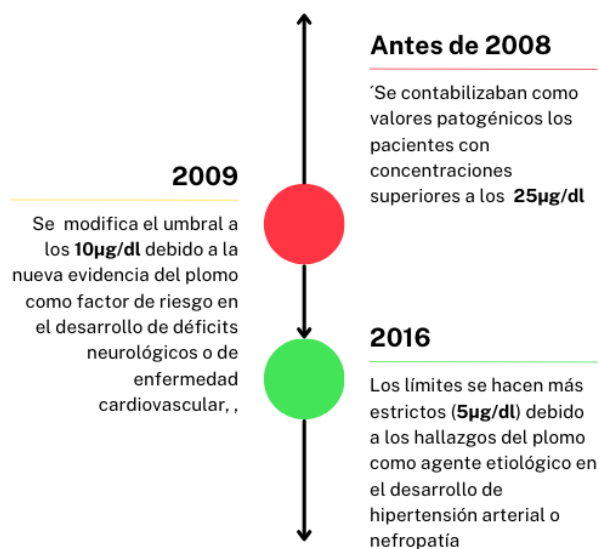 Antes de 2008
´Se contabilizaban como
valores patogénicos los
pacientes con
concentraciones
superiores a los 25µg/dl
2009
Se modifica el umbral a
los 10µg/dl debido a la
nueva evidencia del plomo
como factor de riesgo en
el desarrollo de déficits
neurológicos o de
enfermedad
cardiovascular, ,
2016
Los límites se hacen más
estrictos (5µg/dl) debido
a los hallazgos del plomo
como agente etiológico en
el desarrollo de
hipertensión arterial o
nefropatía